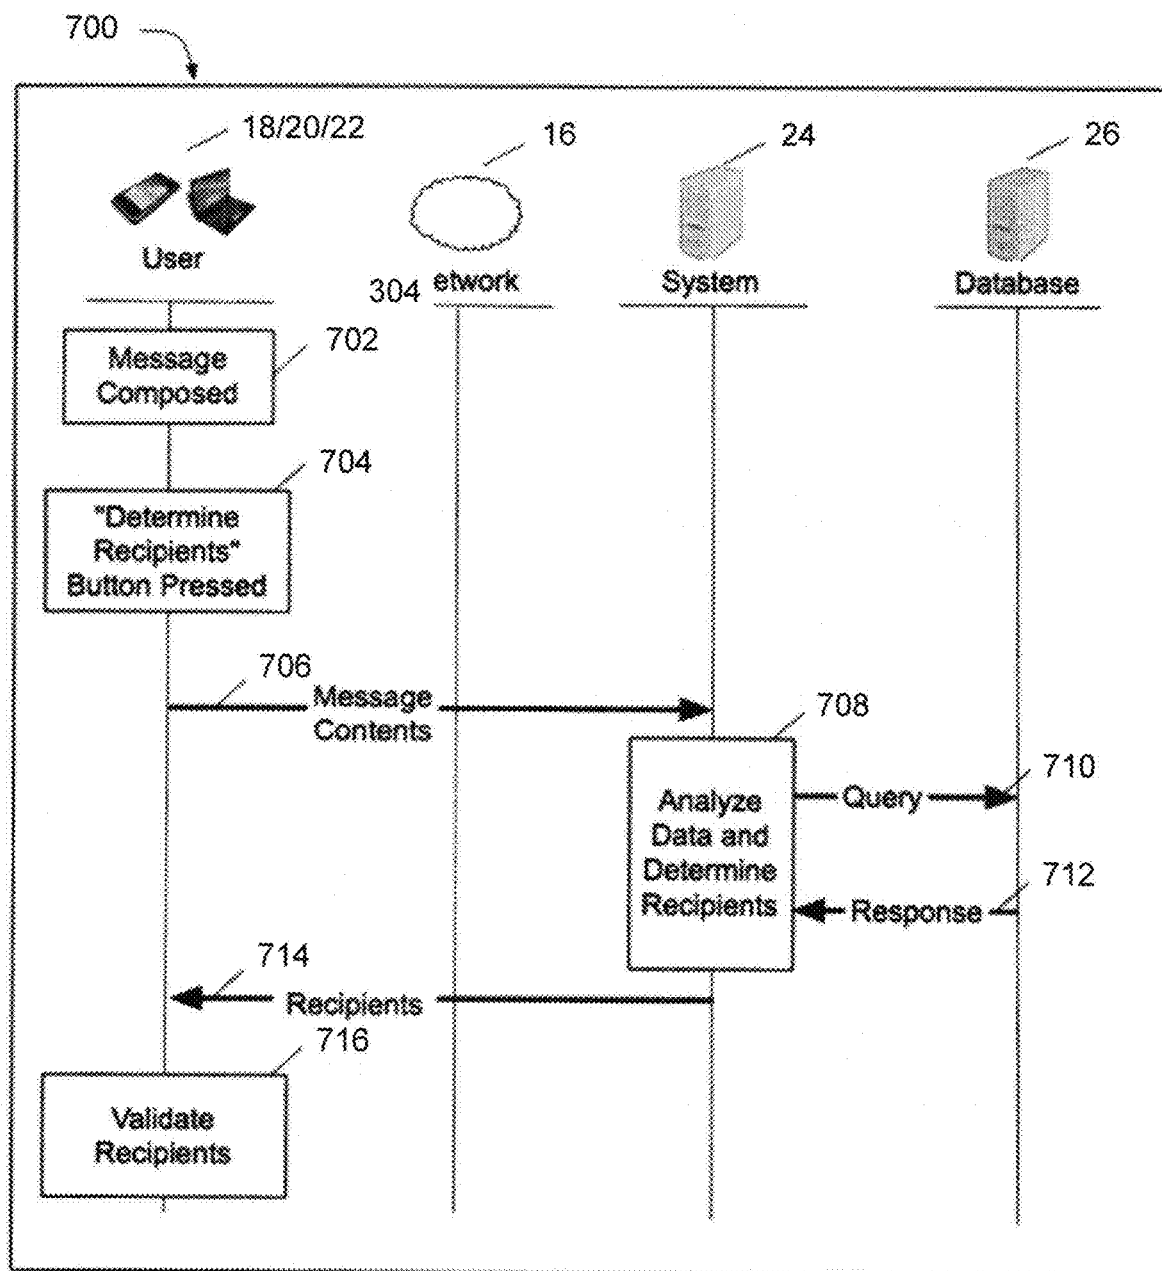 700
18/20/22
16
24
26
User
304
etwork
System
Database
702
Message
Composed
704
"Determine
Recipients"
Button Pressed
706
Message
Contents
708
710
Query
Analyze
Data and
Determine
Recipients
712
Response
714
Recipients
716
Validate
Recipients